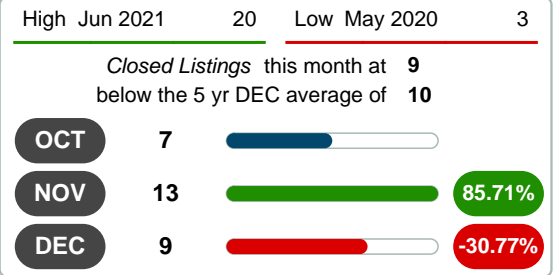 High Jun 2021 20 Low May 2020 3
Closed Listings this month at 9
below the 5 yr DEC average of 10
OCT 7
NOV 13 85.71%
DEC 9 -30.77%